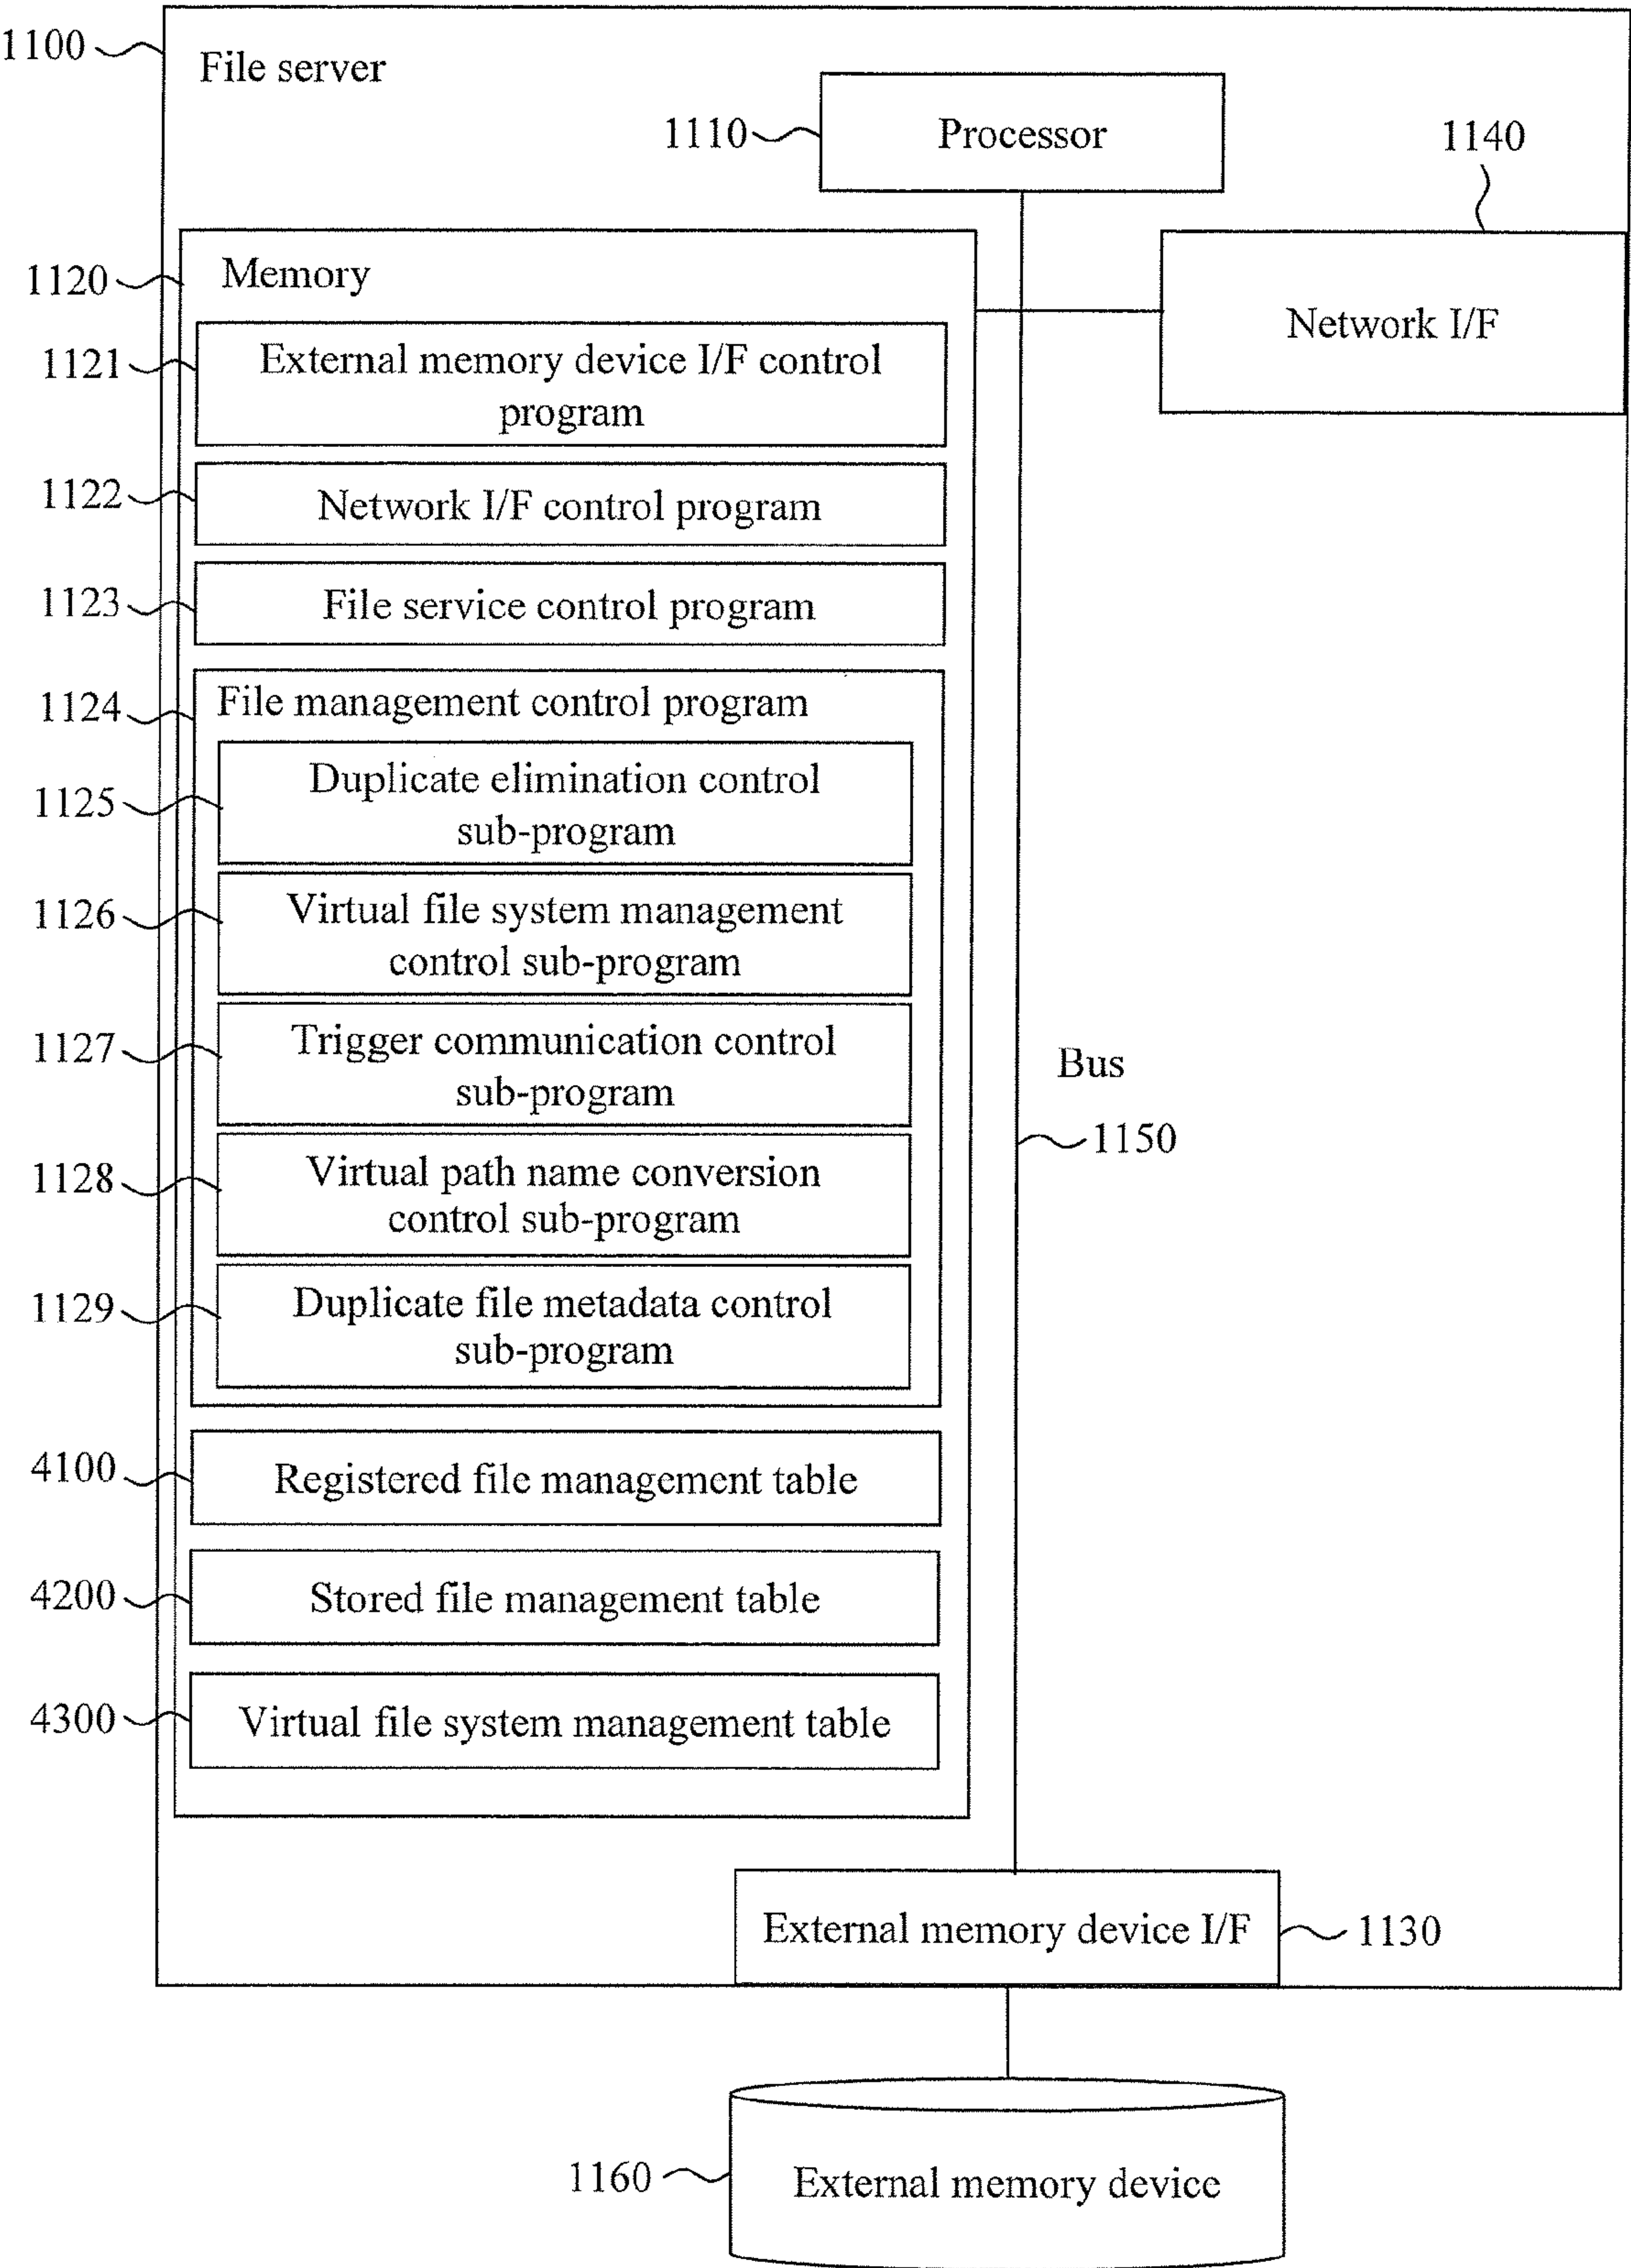 1100
File server
1110
Processor
1140
1120
Memory
Network I/F
1121
External memory device I/F control
program
1122
Network I/F control program
1123
File service control program
1124
File management control program
1125
Duplicate elimination control
sub-program
1126
Virtual file system management
control sub-program
1127
Trigger communication control
sub-program
Bus
1150
1128
Virtual path name conversion
control sub-program
1129
Duplicate file metadata control
sub-program
4100
Registered file management table
4200
Stored file management table
4300
Virtual file system management table
External memory device I/F
1130
1160
External memory device